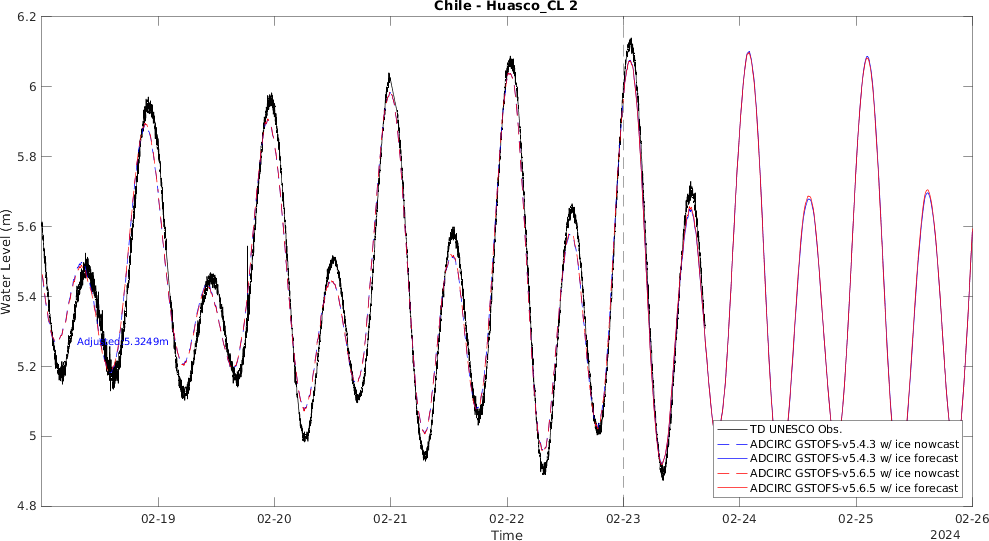 Chile - Huasco_CL 2
Water Level (m)
6.2
6
5.8
5.6
5.4
5.2
5
4.8
Adjusted 5.3249m
TD UNESCO Obs.
ADCIRC GSTOFS-v5.4.3 w/ ice nowcast
ADCIRC GSTOFS-v5.4.3 w/ ice forecast
ADCIRC GSTOFS-v5.6.5 w/ ice nowcast
ADCIRC GSTOFS-v5.6.5 w/ ice forecast
02-19
02-20
02-21
02-22
02-23
02-24
02-25
02-26
Time
2024